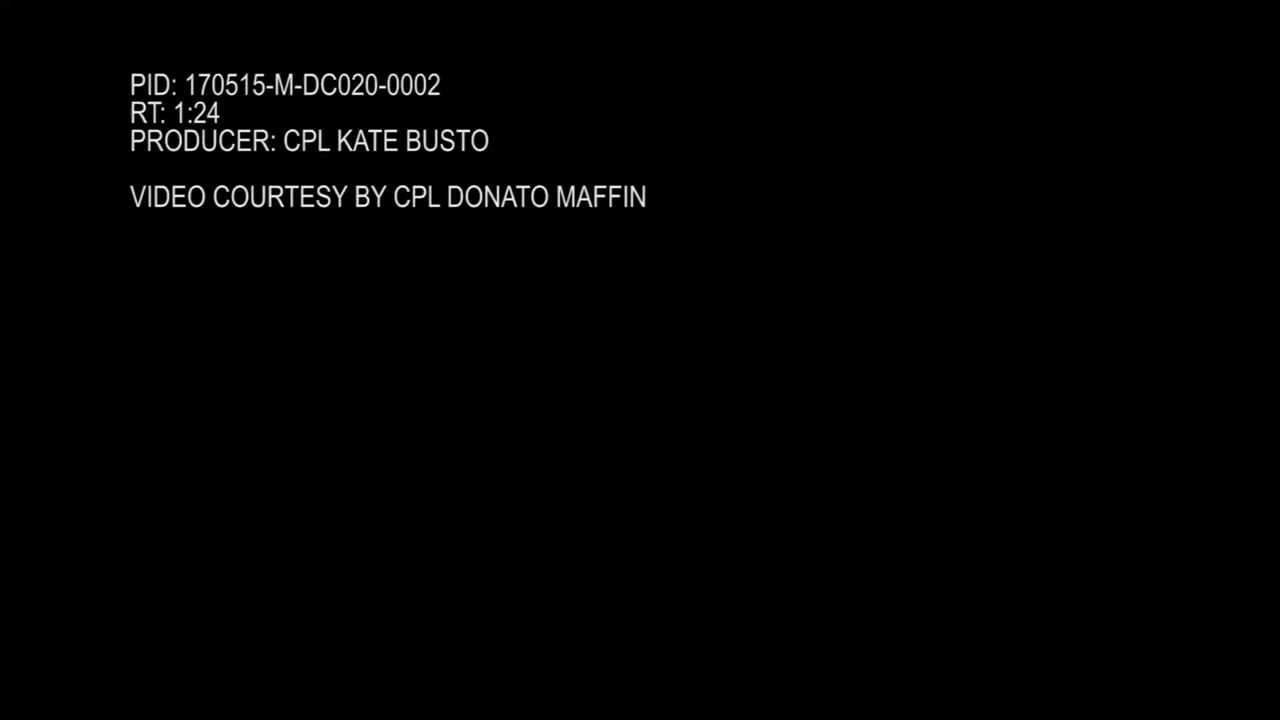 PID: 170515-M-DC020-0002
RT: 1:24
PRODUCER: CPL KATE BUSTO
VIDEO COURTESY BY CPL DONATO MAFFIN